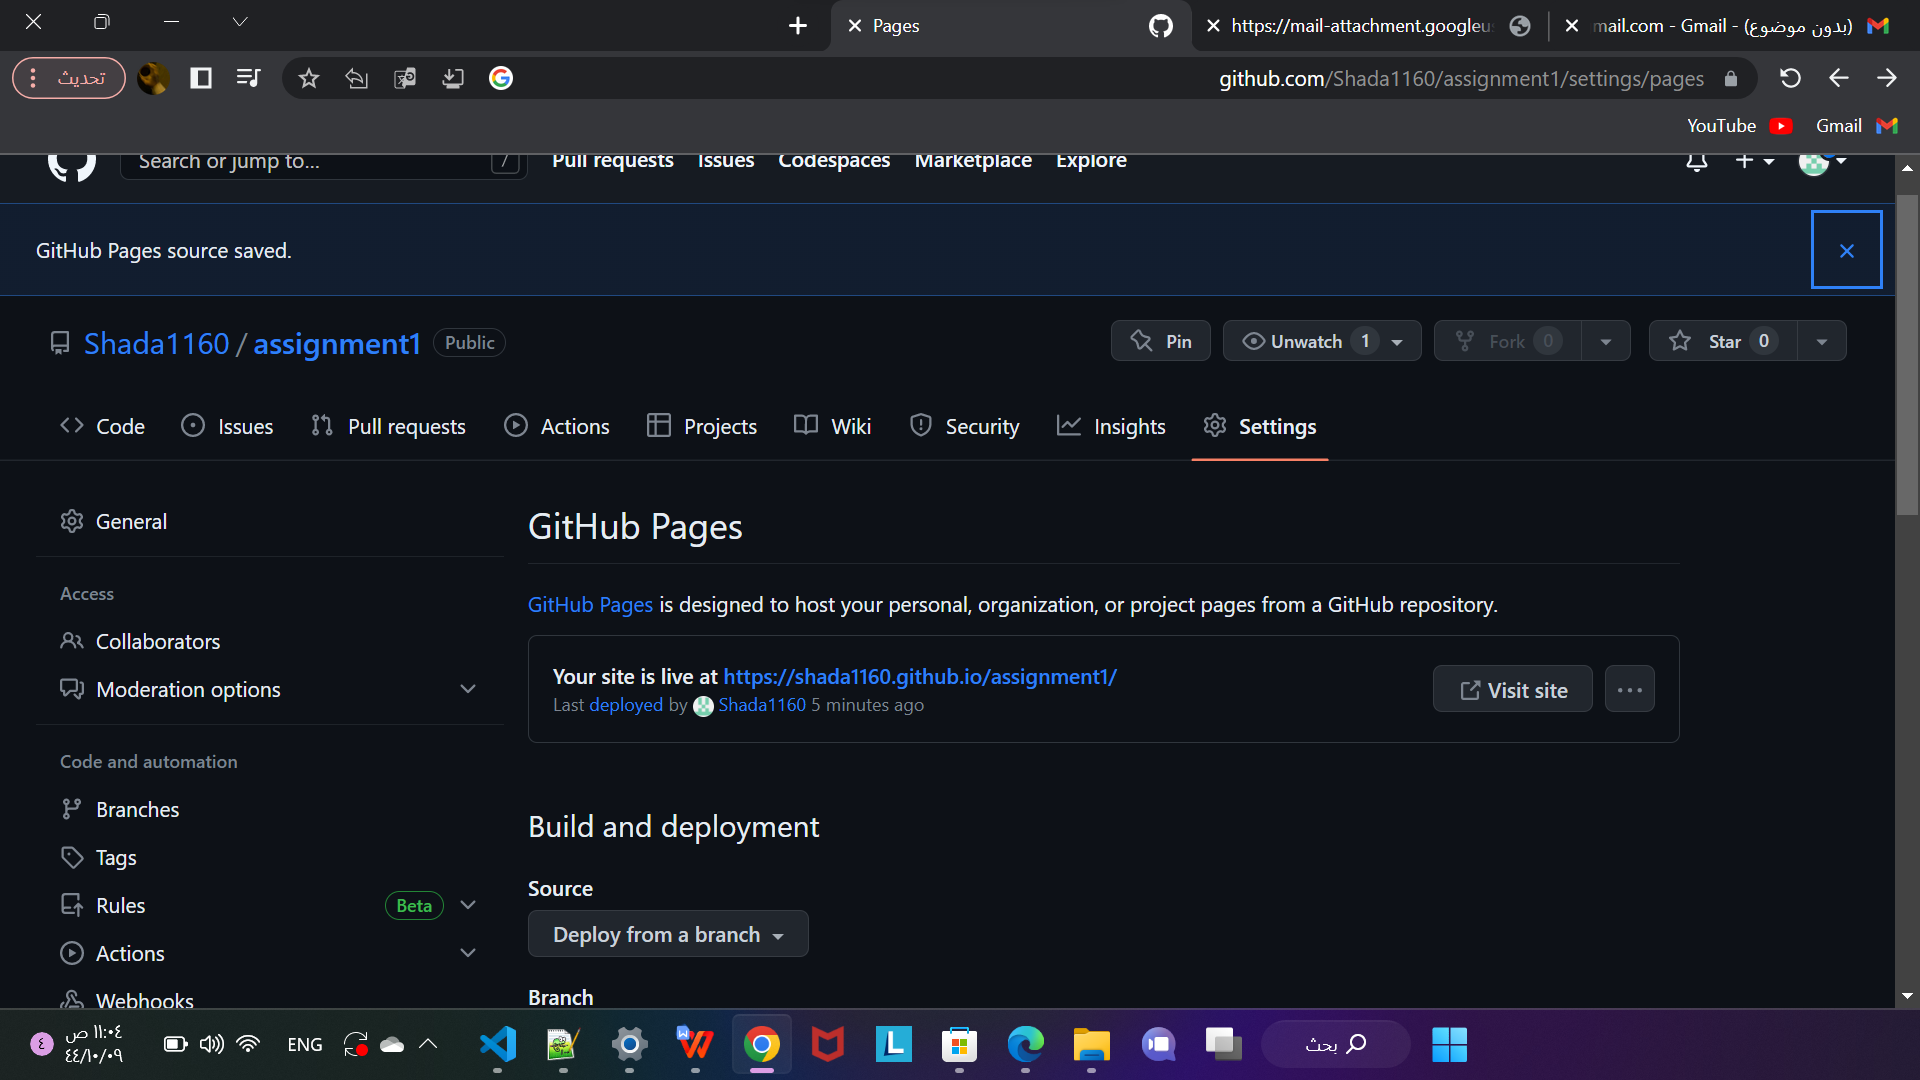 Pages
https://mail-attachment.googleus
mail.com - Gmail - (بدون موضوع)
تحديث
github.com/Shada1160/assignment1/settings/pages
YouTube
Gmail
Search or jump to...
/
Pull requests
Issues
Codespaces
Marketplace
Explore
GitHub Pages source saved.
Shada1160 / assignment1
Public
Pin
Unwatch 1
Fork 0
Star 0
Code
Issues
Pull requests
Actions
Projects
Wiki
Security
Insights
Settings
General
Access
Collaborators
Moderation options
Code and automation
Branches
Tags
Rules
Beta
Actions
Webhooks
GitHub Pages
GitHub Pages is designed to host your personal, organization, or project pages from a GitHub repository.
Your site is live at https://shada1160.github.io/assignment1/
Last deployed by Shada1160 5 minutes ago
Visit site
Build and deployment
Source
Deploy from a branch
Branch
٤
١١:٠٤ ص
٤٤/١٠/٠٩
ENG
W
L
بحث